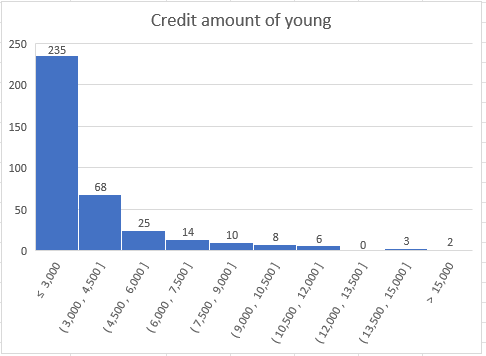 Credit amount of young
250
200
150
100
50
0
235
68
25
14
10
8
6
0
3
2
≤ 3,000
( 3,000 , 4,500 ]
( 4,500 , 6,000 ]
( 6,000 , 7,500 ]
( 7,500 , 9,000 ]
( 9,000 , 10,500 ]
( 10,500 , 12,000 ]
( 12,000 , 13,500 ]
( 13,500 , 15,000 ]
> 15,000